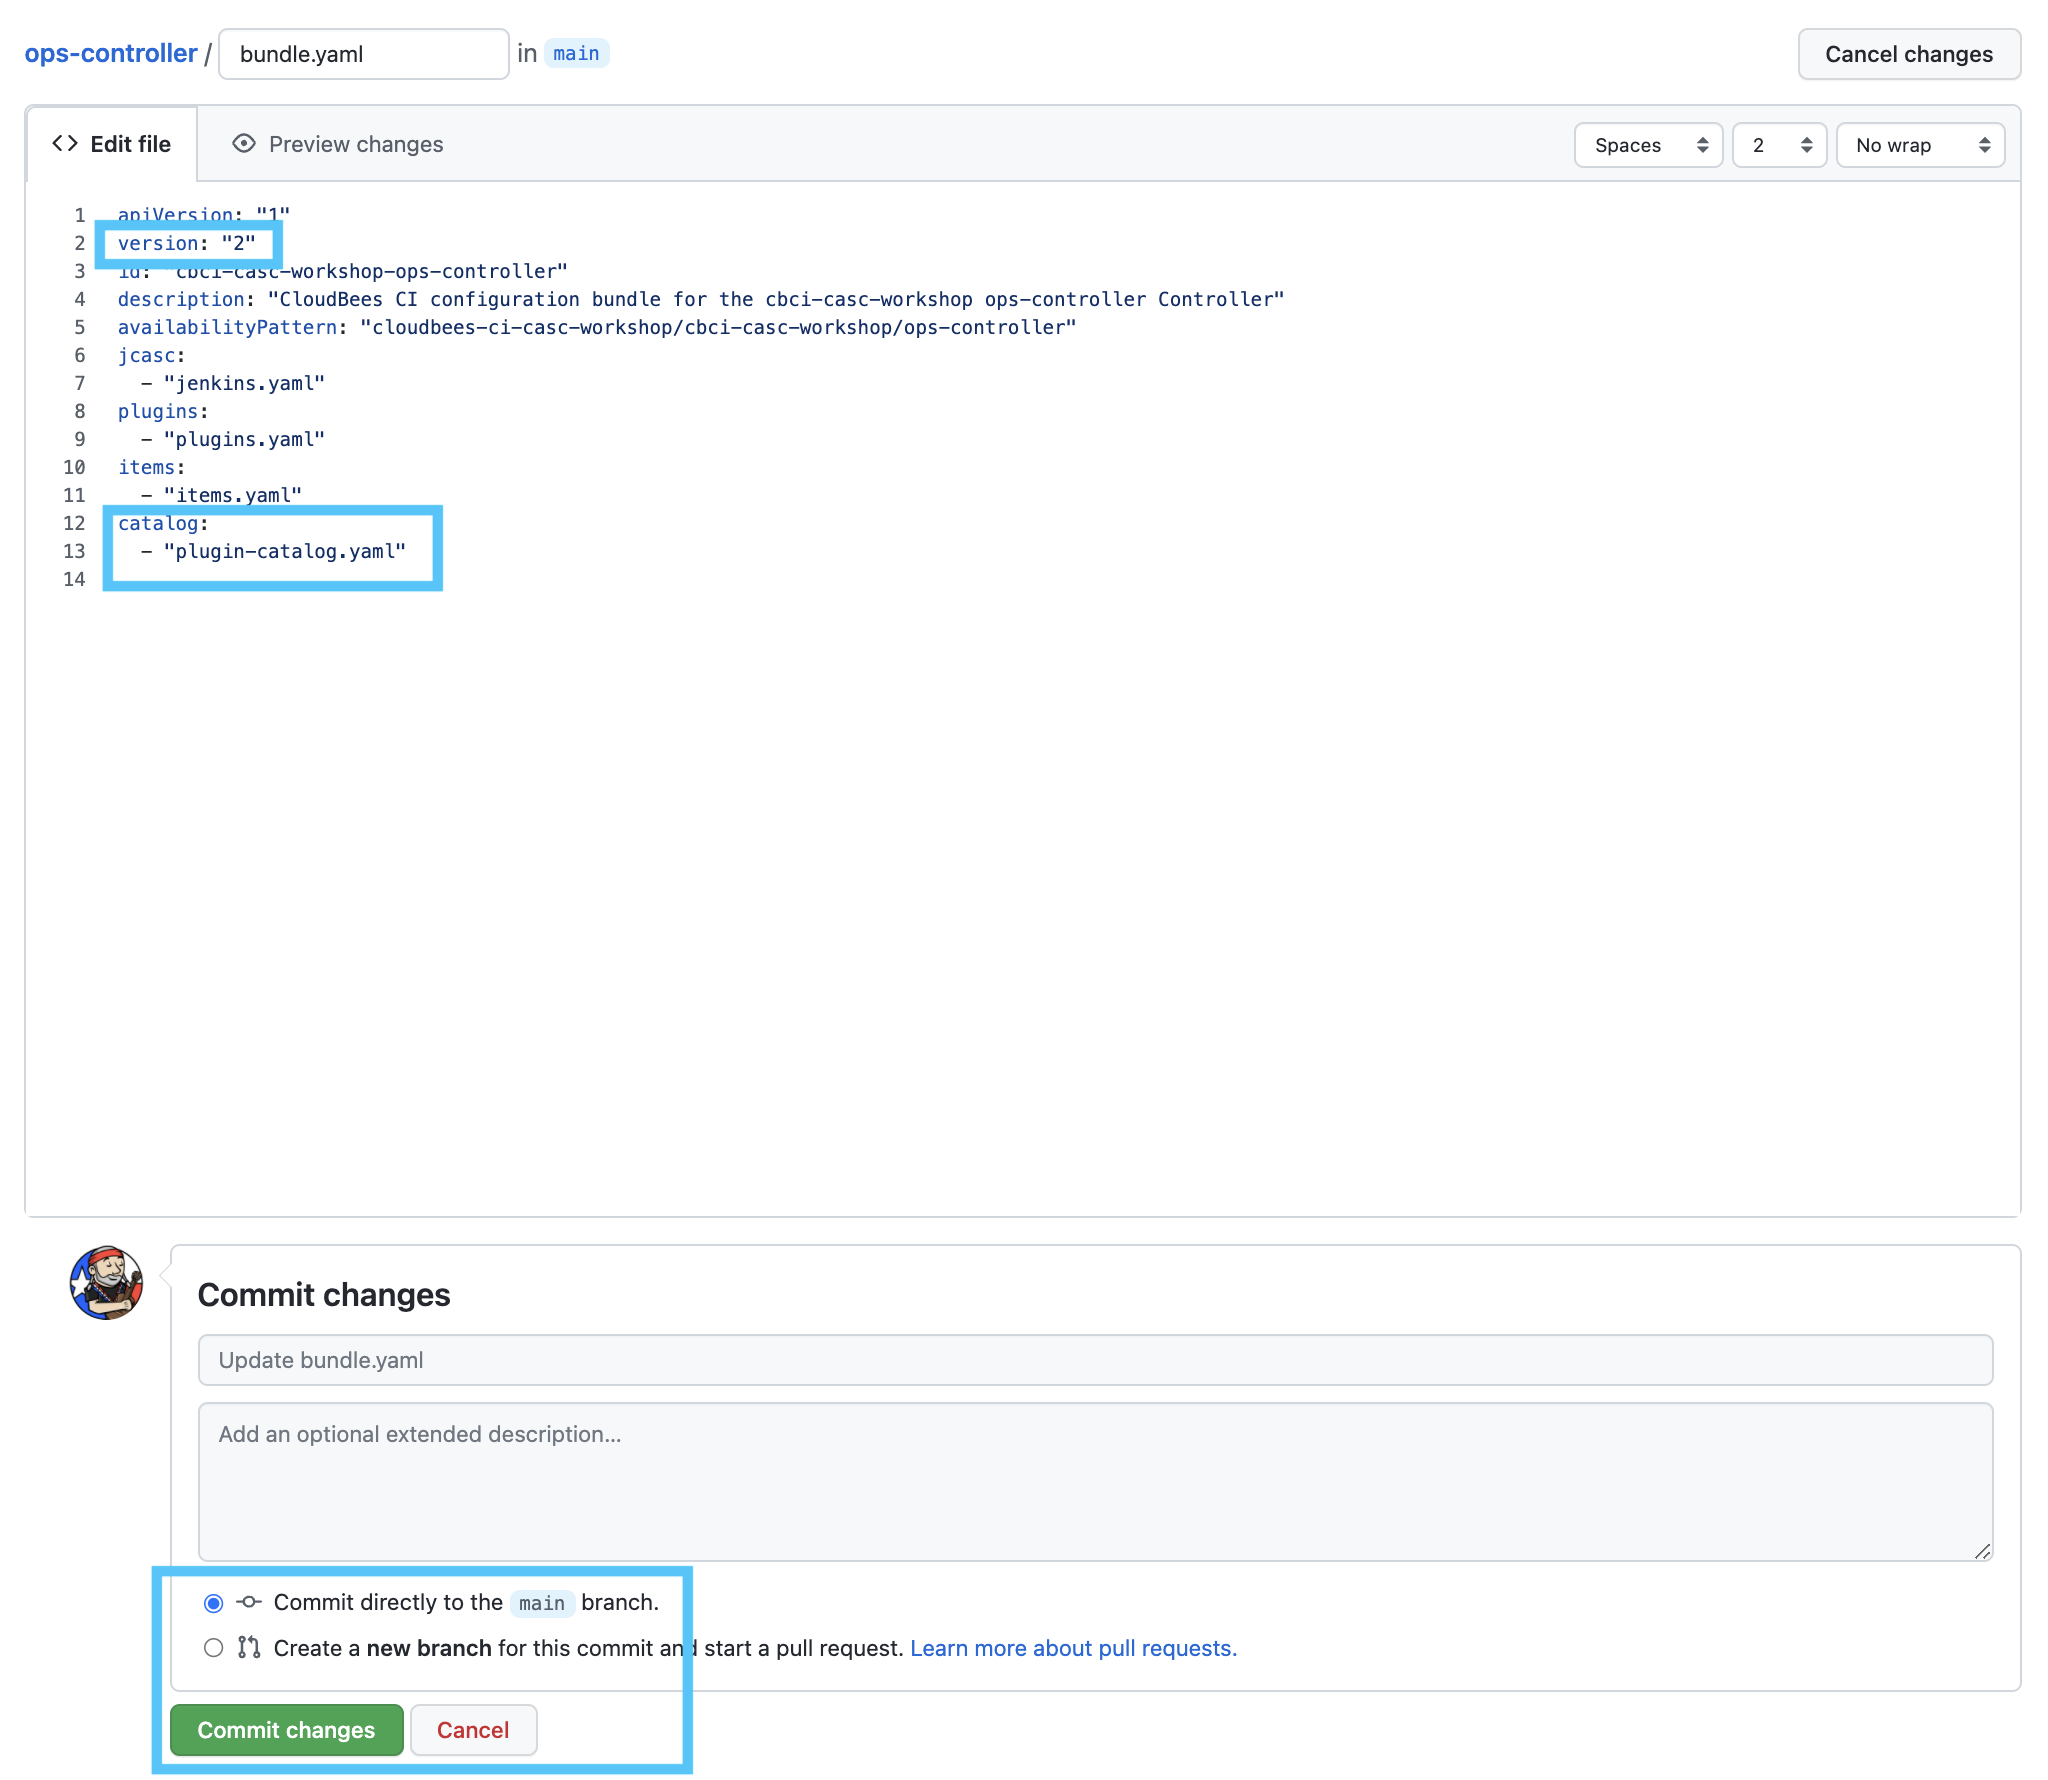 ops-controller / bundle.yaml in main
Cancel changes
Edit file
Preview changes
Spaces
2
No wrap
1 apiVersion: "1"
2 version: "2"
3 id: "cbci-casc-workshop-ops-controller"
4 description: "CloudBees CI configuration bundle for the cbci-casc-workshop ops-controller Controller"
5 availabilityPattern: "cloudbees-ci-casc-workshop/cbci-casc-workshop/ops-controller"
6 jcasc:
7   - "jenkins.yaml"
8 plugins:
9   - "plugins.yaml"
10 items:
11   - "items.yaml"
12 catalog:
13   - "plugin-catalog.yaml"
14
Commit changes
Update bundle.yaml
Add an optional extended description...
Commit directly to the main branch.
Create a new branch for this commit and start a pull request. Learn more about pull requests.
Commit changes
Cancel